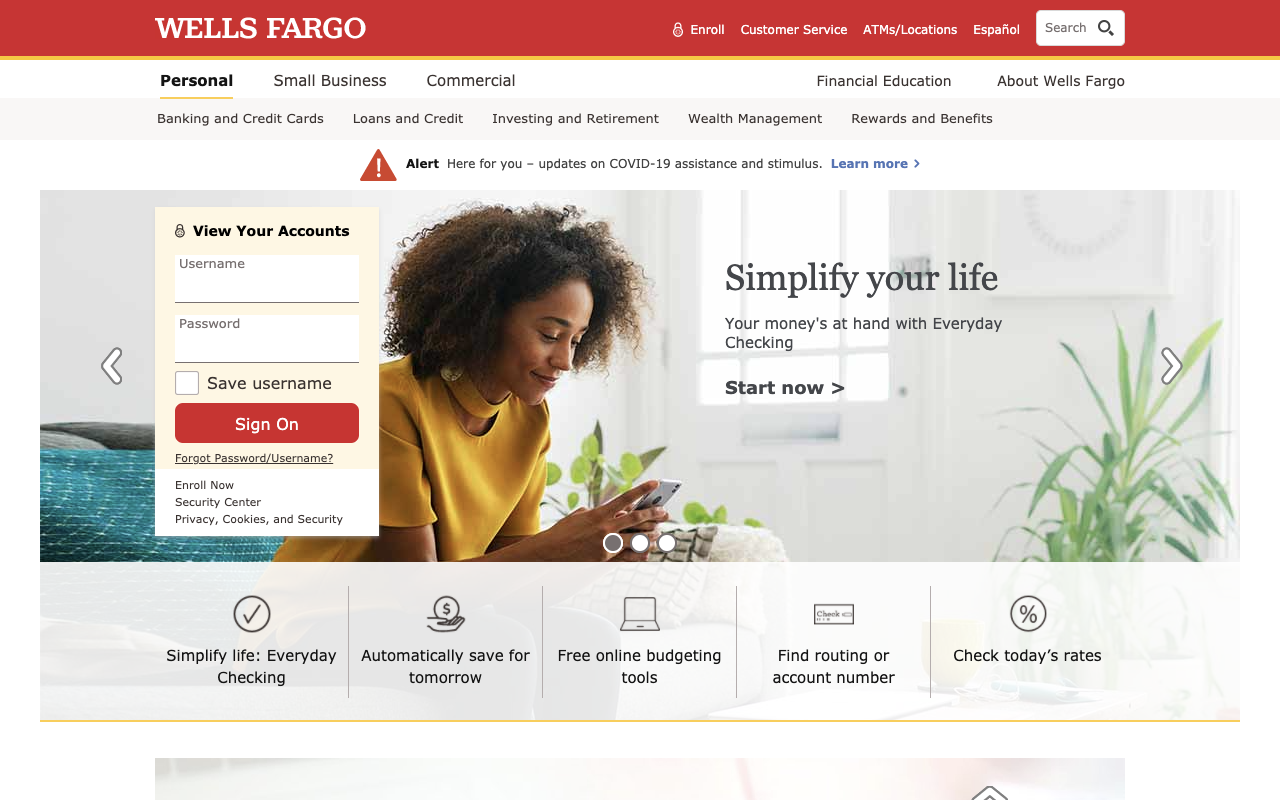 WELLS FARGO
Enroll Customer Service ATMs/Locations Español Search
Personal Small Business Commercial Financial Education About Wells Fargo
Banking and Credit Cards Loans and Credit Investing and Retirement Wealth Management Rewards and Benefits
Alert Here for you – updates on COVID-19 assistance and stimulus. Learn more
View Your Accounts
Username
Password
Save username
Sign On
Forgot Password/Username?
Enroll Now
Security Center
Privacy, Cookies, and Security
Simplify your life
Your money's at hand with Everyday
Checking
Start now >
Simplify life: Everyday
Checking
Automatically save for
tomorrow
Free online budgeting
tools
Check
Find routing or
account number
Check today’s rates